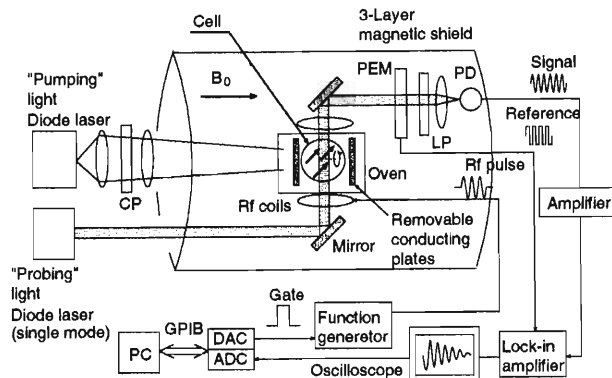 Cell
3-Layer
magnetic shield
"Pumping"
light
Diode laser
B₀
PEM
PD
Signal
Reference
LP
CP
Oven
Rf pulse
Rf coils
Removable
conducting
plates
Amplifier
Mirror
"Probing"
light
Diode laser
(single mode)
Gate
GPIB
PC
DAC
ADC
Function
generetor
Oscilloscope
Lock-in
amplifier